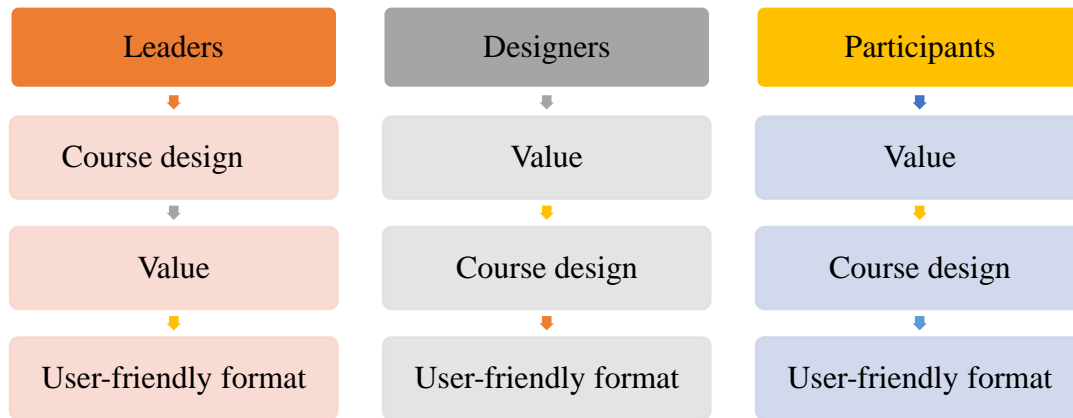 Leaders
Course design
Value
User-friendly format
Designers
Value
Course design
User-friendly format
Participants
Value
Course design
User-friendly format